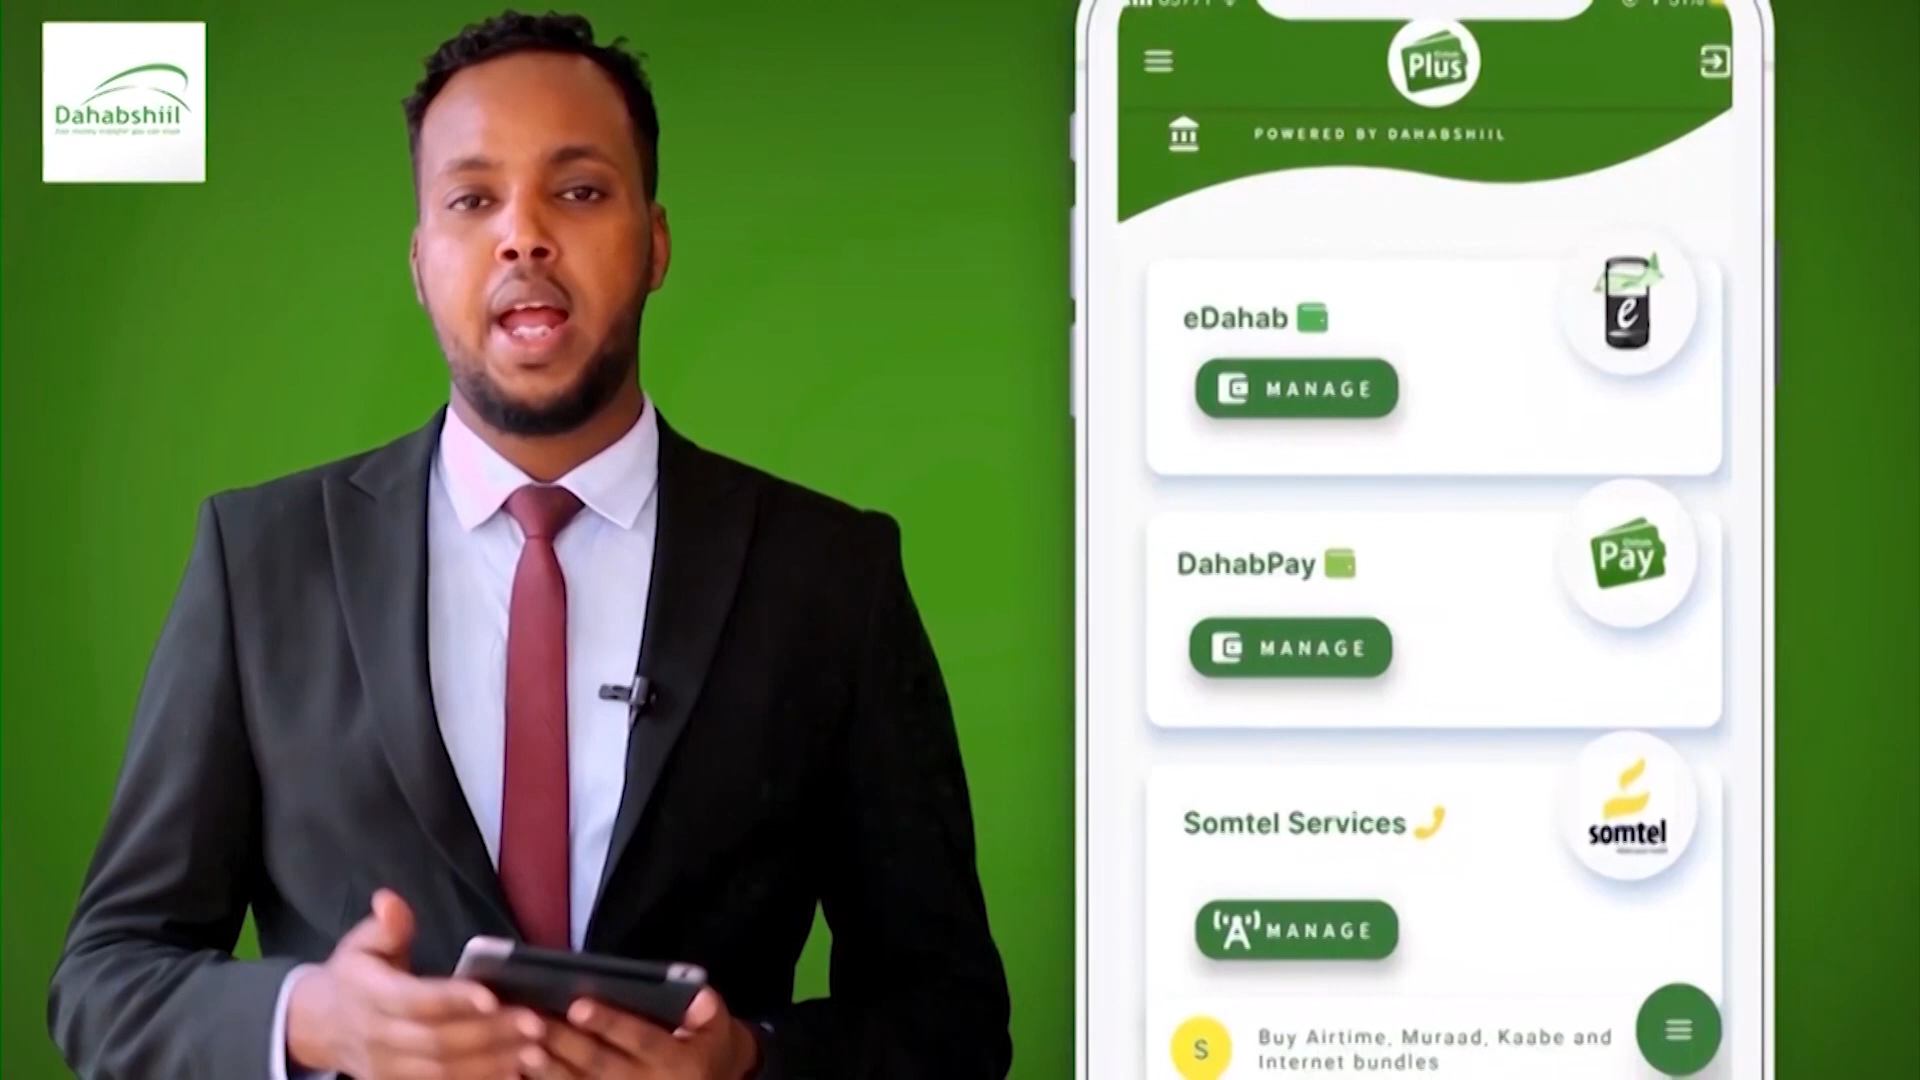 Dahabshiil
Plus
POWERED BY DAHABSHIIL
eDahab
e
MANAGE
DahabPay
Pay
MANAGE
Somtel Services
somtel
MANAGE
S
Buy Airtime, Muraad, Kaabe and
Internet bundles